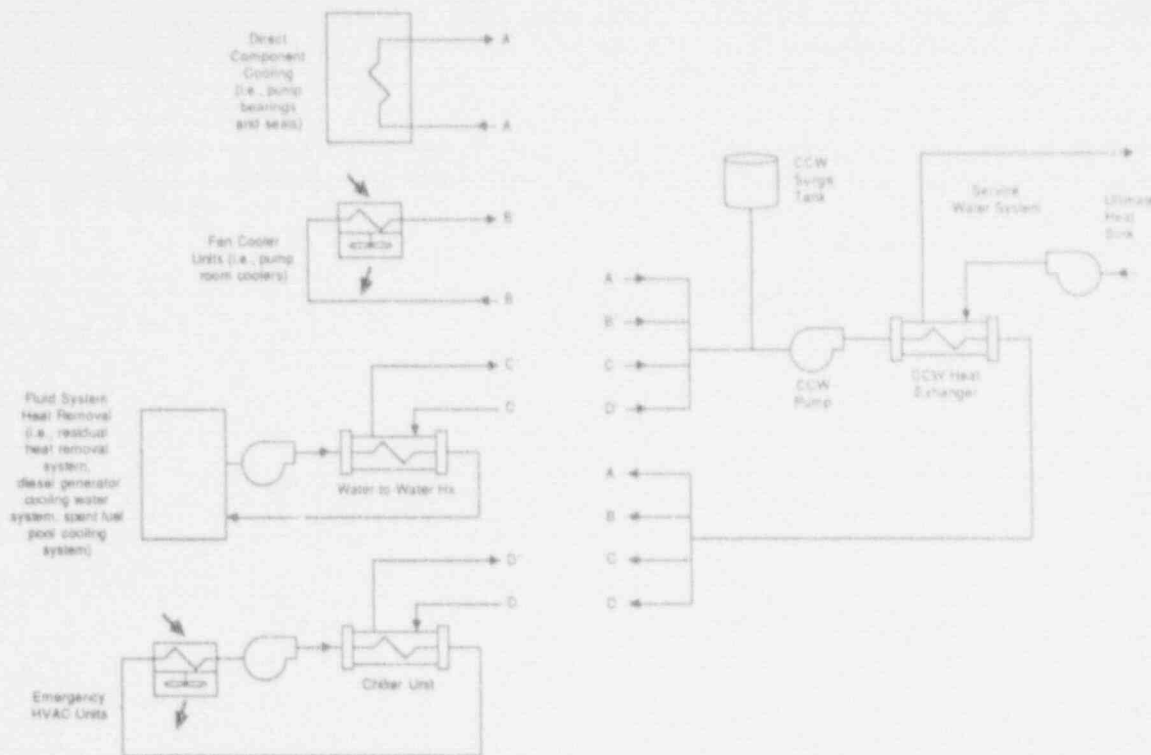 Direct
Component
Cooling
(i.e., pump
bearings
and seals)
A
A
Fan Cooler
Units (i.e., pump
room coolers)
B
B
Fluid System
Heat Removal
(i.e., residual
heat removal
system,
diesel generator
cooling water
system, spent fuel
pool cooling
system)
C
C
Water-to-Water Hx
D'
D
Emergency
HVAC Units
Chiller Unit
CCW
Surge
Tank
Service
Water System
Ultimate
Heat
Sink
A
B'
C
D'
CCW
Pump
CCW Heat
Exhanger
A
B
C
D